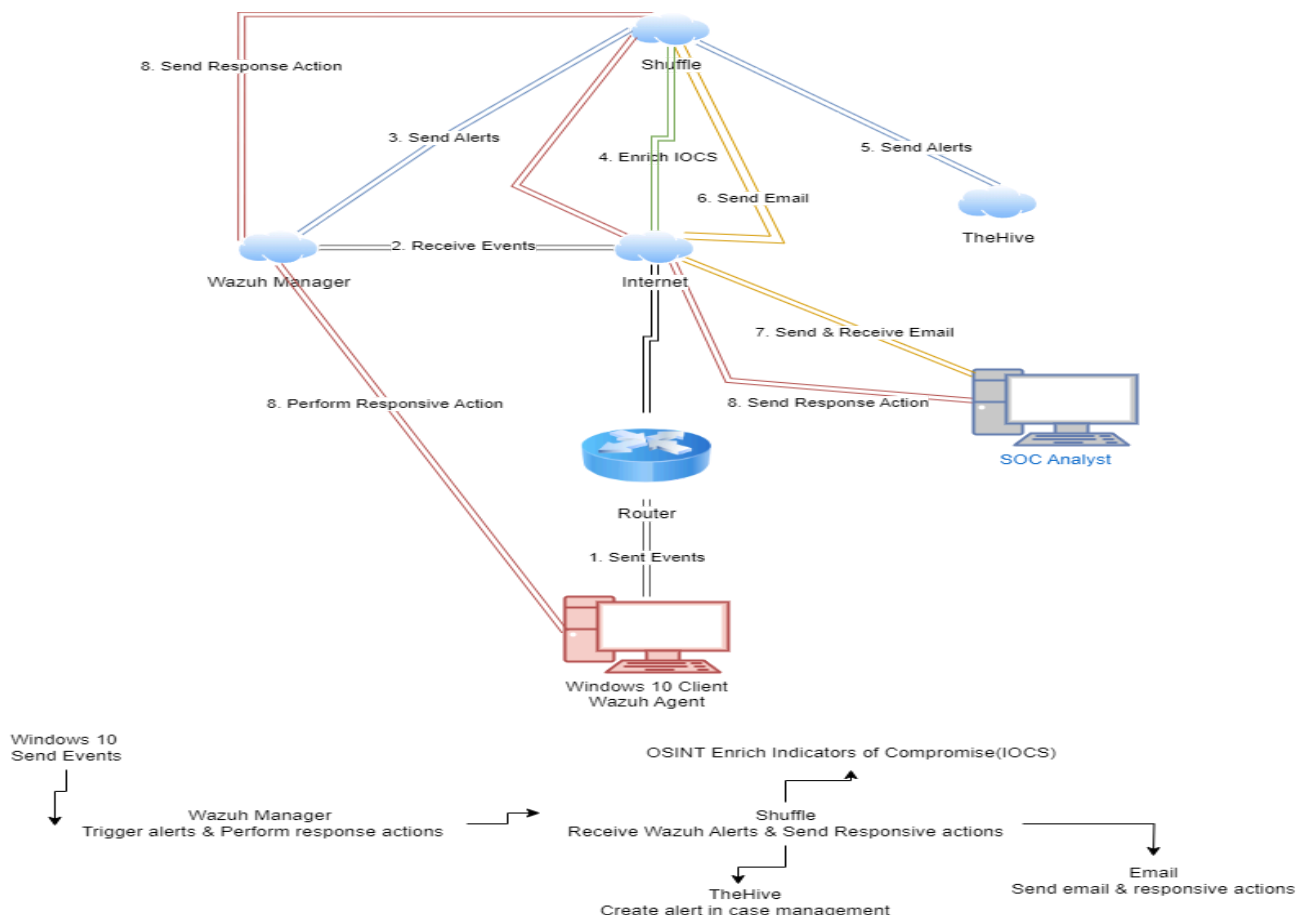 Shuffle
8. Send Response Action
3. Send Alerts
4. Enrich IOCS
5. Send Alerts
6. Send Email
TheHive
2. Receive Events
Wazuh Manager
Internet
7. Send & Receive Email
8. Perform Responsive Action
8. Send Response Action
SOC Analyst
Router
1. Sent Events
Windows 10 Client
Wazuh Agent
Windows 10
Send Events
OSINT Enrich Indicators of Compromise(IOCS)
Wazuh Manager
Trigger alerts & Perform response actions
Shuffle
Receive Wazuh Alerts & Send Responsive actions
Email
Send email & responsive actions
TheHive
Create alert in case management